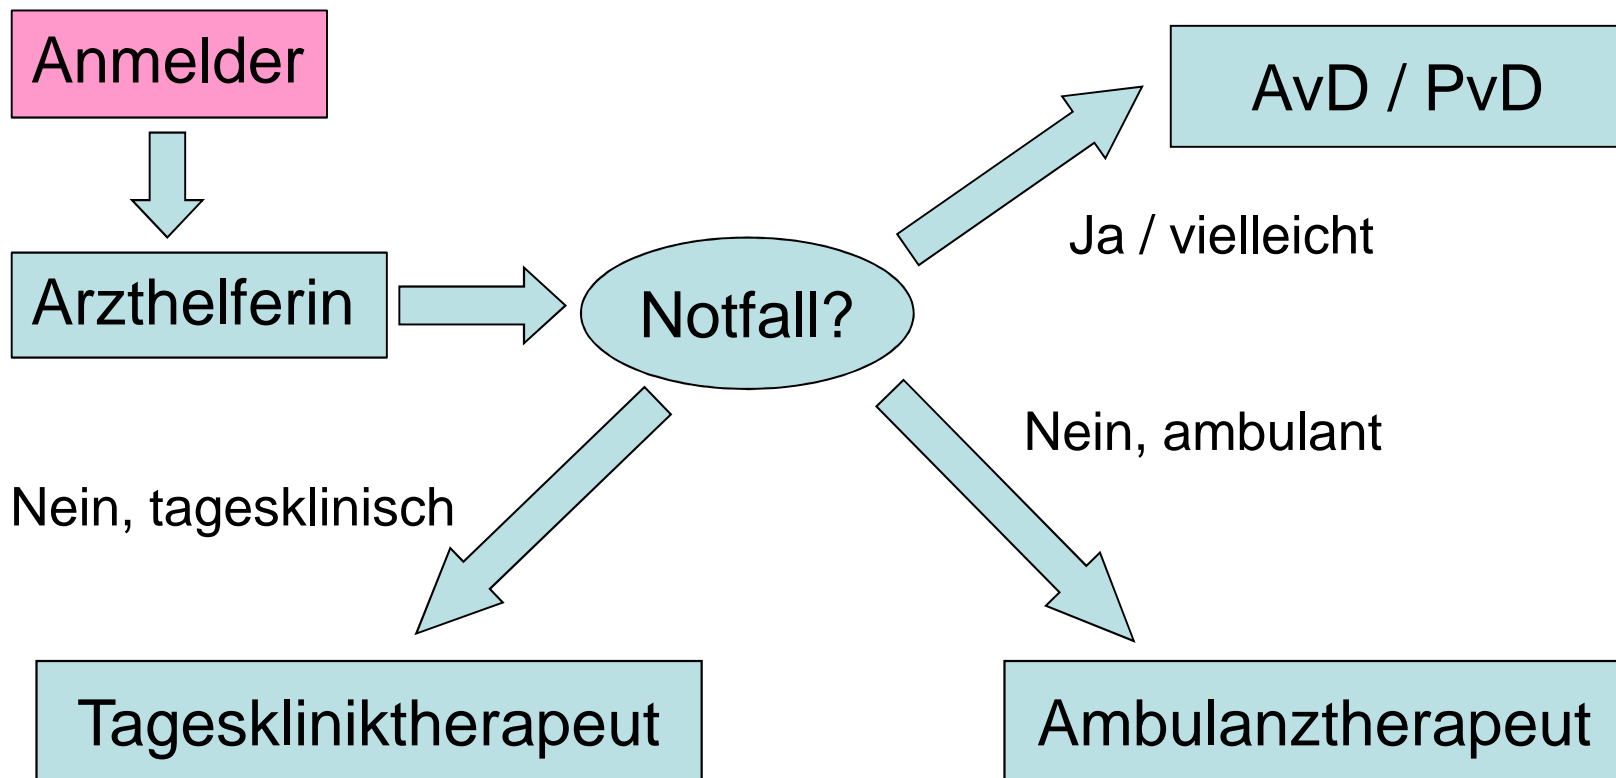 Anmelder
AvD / PvD
Ja / vielleicht
Arzthelferin
Notfall?
Nein, ambulant
Nein, tagesklinisch
Tageskliniktherapeut
Ambulanztherapeut